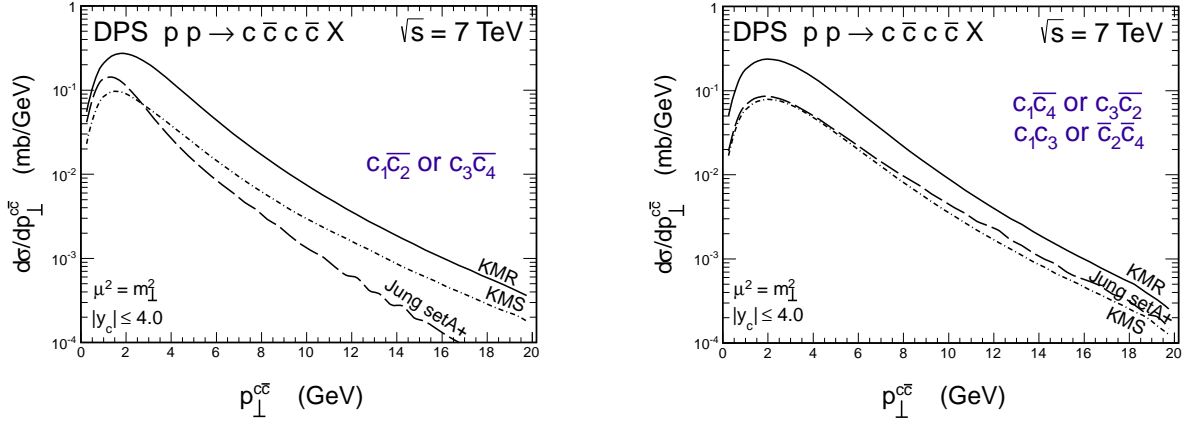 DPS p p → c c̅ c c̅ X √s = 7 TeV
dσ/dp⊥^{cc̅} (mb/GeV)
1
10⁻¹
10⁻²
10⁻³
10⁻⁴
c₁c̅₂ or c₃c̅₄
KMR
KMS
Jung setA+
μ² = m²⊥
|y_c| ≤ 4.0
0 2 4 6 8 10 12 14 16 18 20
p⊥^{cc̅} (GeV)
DPS p p → c c̅ c c̅ X √s = 7 TeV
dσ/dp⊥^{cc̅} (mb/GeV)
1
10⁻¹
10⁻²
10⁻³
10⁻⁴
c₁c̅₄ or c₃c̅₂
c₁c₃ or c̅₂c̅₄
KMR
Jung setA+
KMS
μ² = m²⊥
|y_c| ≤ 4.0
0 2 4 6 8 10 12 14 16 18 20
p⊥^{cc̅} (GeV)